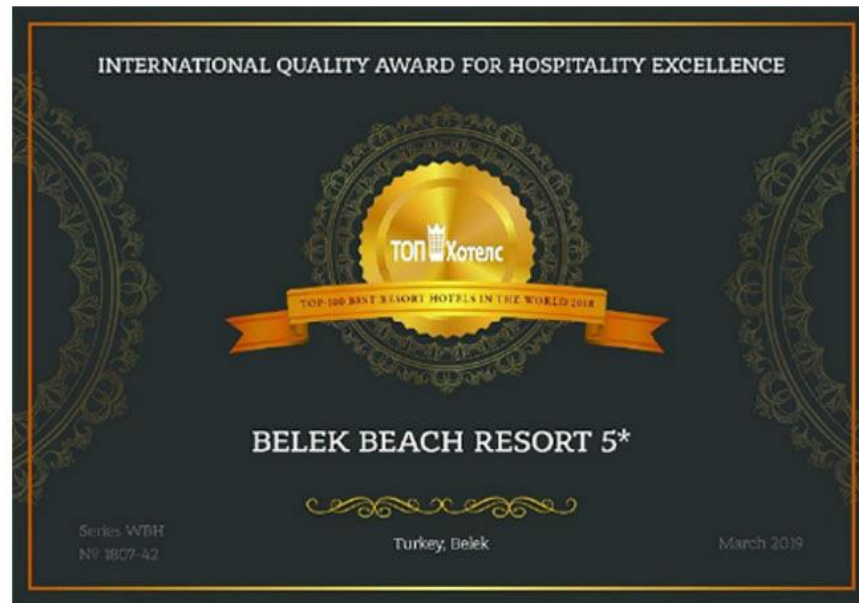 INTERNATIONAL QUALITY AWARD FOR HOSPITALITY EXCELLENCE
ТОП Хотелс
TOP-100 BEST RESORT HOTELS IN THE WORLD 2018
BELEK BEACH RESORT 5*
Series WBH
№ 1807-42
Turkey, Belek
March 2019